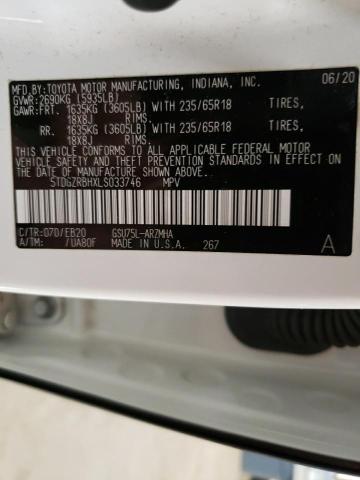 MFD.BY:TOYOTA MOTOR MANUFACTURING, INDIANA, INC. 06/20
GVWR:2690KG (5935LB)
GAWR:FRT. 1635KG (3605LB) WITH 235/65R18 TIRES,
18X8J RIMS.
RR. 1635KG (3605LB) WITH 235/65R18 TIRES,
18X8J RIMS.
THIS VEHICLE CONFORMS TO ALL APPLICABLE FEDERAL MOTOR
VEHICLE SAFETY AND THEFT PREVENTION STANDARDS IN EFFECT
ON THE DATE OF MANUFACTURE SHOWN ABOVE.
5TDGZRBHXLS033746 MPV
C/TR:070/EB20 GSU75L-ARZMHA
A/TM: /UA80F MADE IN U.S.A. 267 A